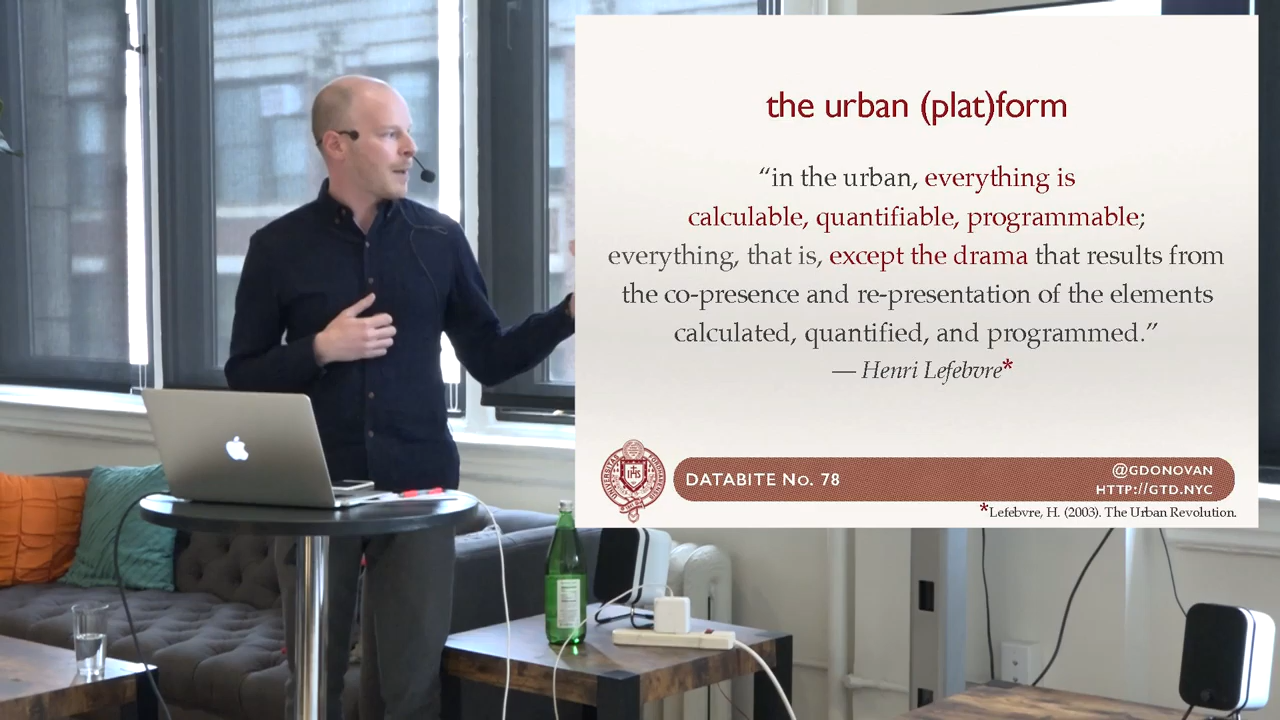 the urban (plat)form
“in the urban, everything is
calculable, quantifiable, programmable;
everything, that is, except the drama that results from
the co-presence and re-presentation of the elements
calculated, quantified, and programmed.”
— Henri Lefebvre*
IHS
DATABITE No. 78
@GDONOVAN
HTTP://GTD.NYC
*Lefebvre, H. (2003). The Urban Revolution.